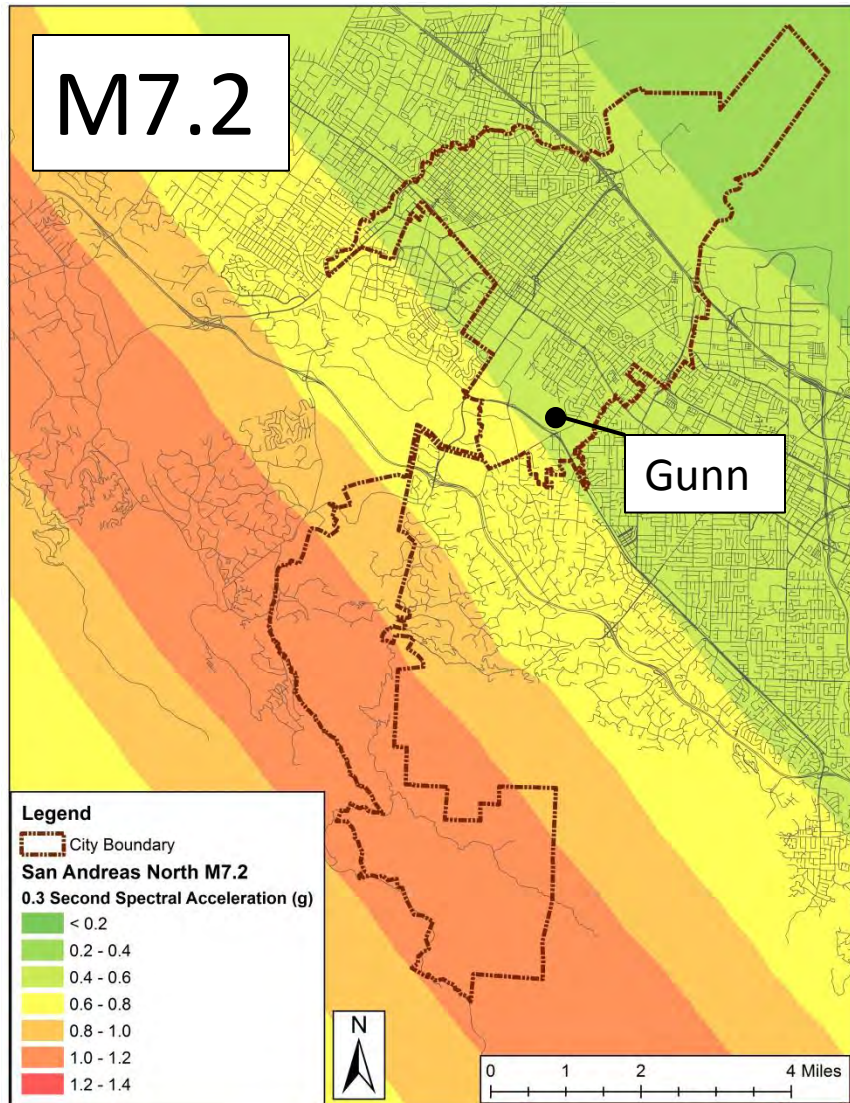 M7.2
Gunn
Legend
City Boundary
San Andreas North M7.2
0.3 Second Spectral Acceleration (g)
< 0.2
0.2 - 0.4
0.4 - 0.6
0.6 - 0.8
0.8 - 1.0
1.0 - 1.2
1.2 - 1.4
N
0 1 2 4 Miles